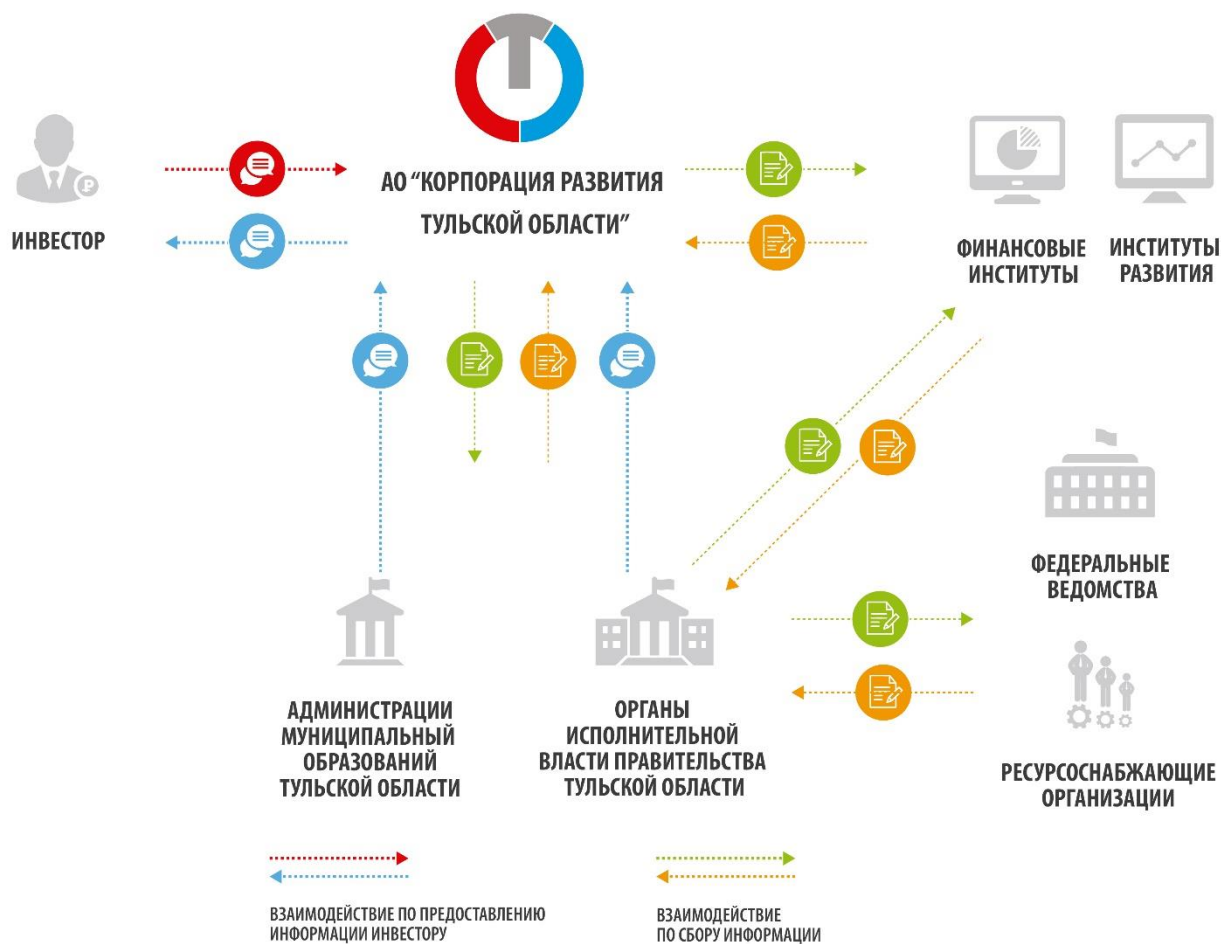 АО “КОРПОРАЦИЯ РАЗВИТИЯ
ТУЛЬСКОЙ ОБЛАСТИ”
ИНВЕСТОР
ФИНАНСОВЫЕ
ИНСТИТУТЫ
ИНСТИТУТЫ
РАЗВИТИЯ
ФЕДЕРАЛЬНЫЕ
ВЕДОМСТВА
АДМИНИСТРАЦИИ
МУНИЦИПАЛЬНЫЙ
ОБРАЗОВАНИЙ
ТУЛЬСКОЙ ОБЛАСТИ
ОРГАНЫ
ИСПОЛНИТЕЛЬНОЙ
ВЛАСТИ ПРАВИТЕЛЬСТВА
ТУЛЬСКОЙ ОБЛАСТИ
РЕСУРСОСНАБЖАЮЩИЕ
ОРГАНИЗАЦИИ
ВЗАИМОДЕЙСТВИЕ ПО ПРЕДОСТАВЛЕНИЮ
ИНФОРМАЦИИ ИНВЕСТОРУ
ВЗАИМОДЕЙСТВИЕ
ПО СБОРУ ИНФОРМАЦИИ